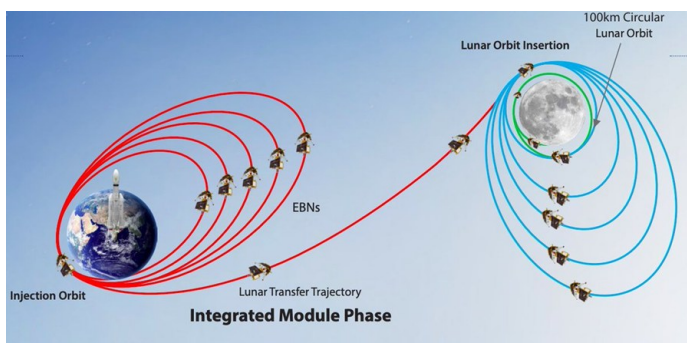 100km Circular
Lunar Orbit
Lunar Orbit Insertion
EBNs
Injection Orbit
Lunar Transfer Trajectory
Integrated Module Phase